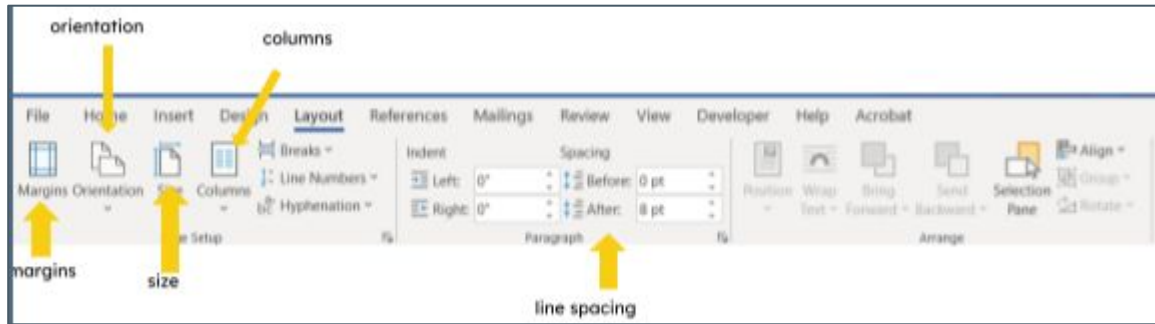 orientation
columns
File Home Insert Design Layout References Mailings Review View Developer Help Acrobat
Breaks Indent Spacing Align
Margins Orientation Size Columns Line Numbers Left: 0" Before: 0 pt Position Wrap Bring Send Selection Group
Hyphenation Right: 0" After: 8 pt Text Forward Backward Pane Rotate
Setup Paragraph Arrange
margins
size
line spacing